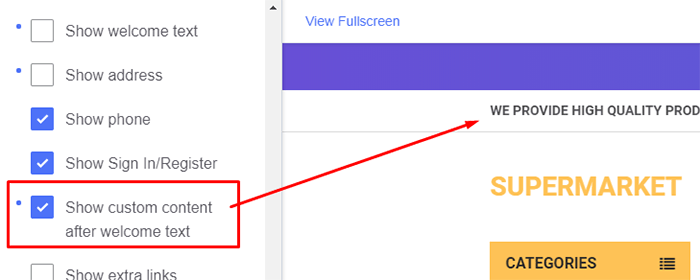 Show welcome text
Show address
Show phone
Show Sign In/Register
Show custom content
after welcome text
Show extra links
View Fullscreen
WE PROVIDE HIGH QUALITY PROD
SUPERMARKET
CATEGORIES